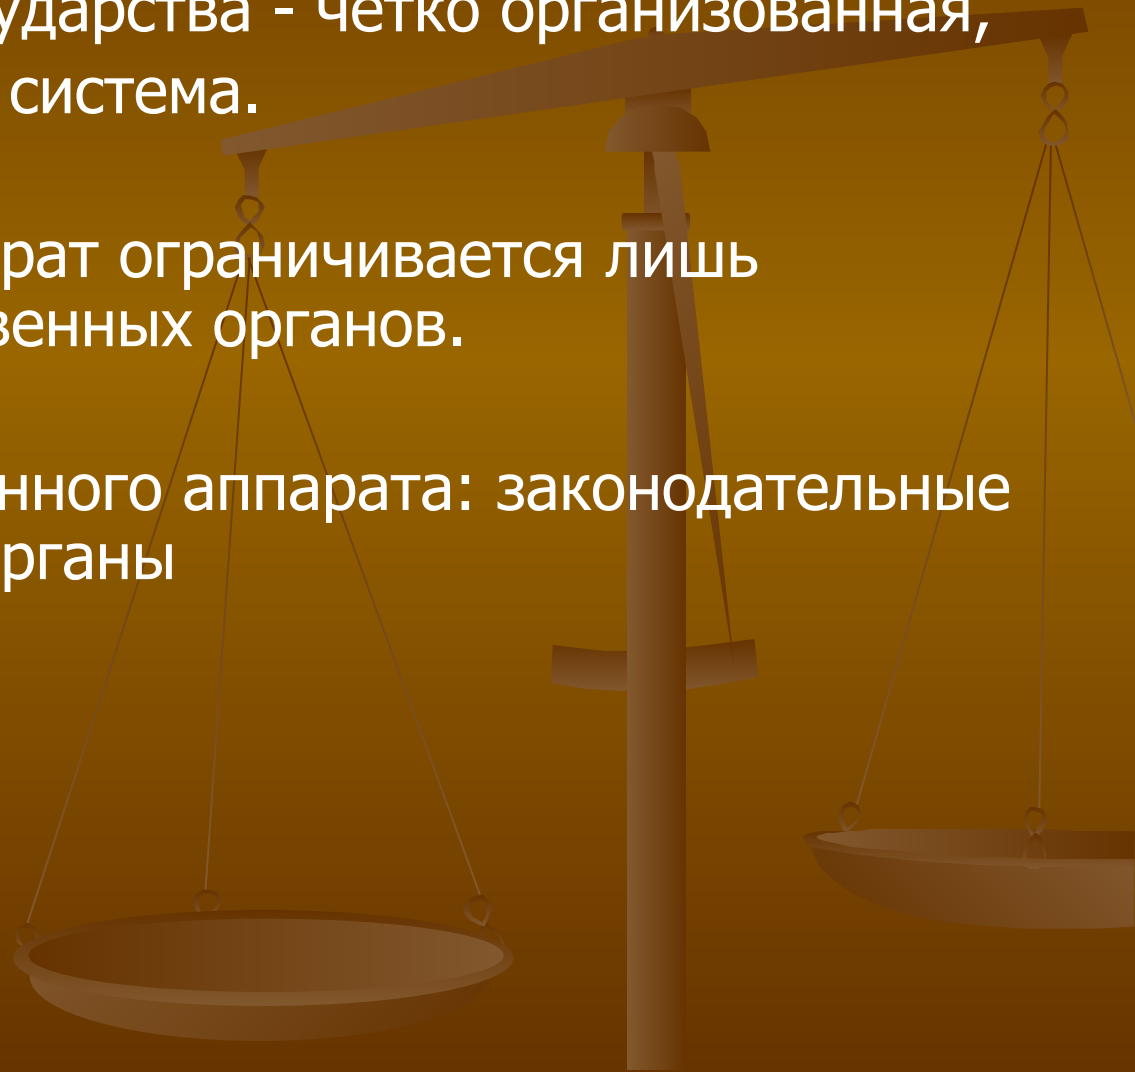 ударства - четко организованная,
система.
рат ограничивается лишь
венных органов.
нного аппарата: законодательные
рганы